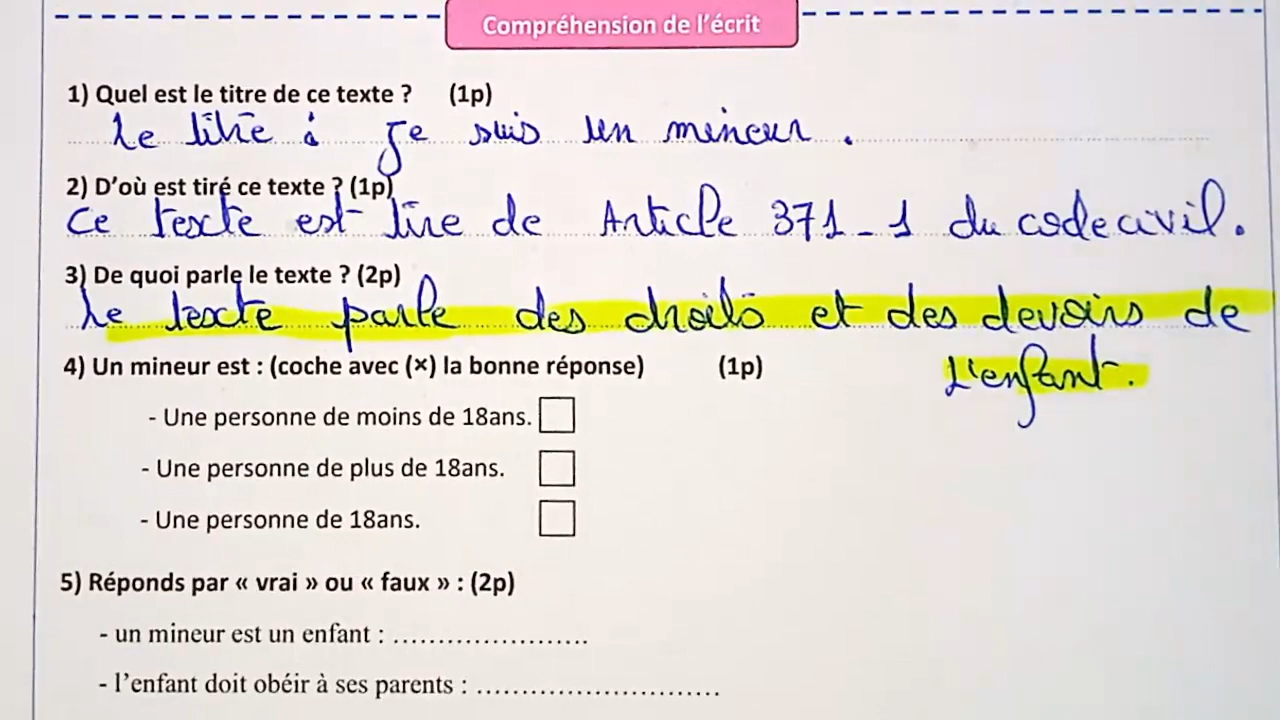 Compréhension de l'écrit
1) Quel est le titre de ce texte ? (1p)
Le titre : Je suis un mineur .
2) D'où est tiré ce texte ? (1p)
Ce texte est tire de Article 371_1 du code civil.
3) De quoi parle le texte ? (2p)
Le texte parle des droits et des devoirs de
L'enfant.
4) Un mineur est : (coche avec (×) la bonne réponse) (1p)
- Une personne de moins de 18ans.
- Une personne de plus de 18ans.
- Une personne de 18ans.
5) Réponds par « vrai » ou « faux » : (2p)
- un mineur est un enfant : ......................
- l'enfant doit obéir à ses parents : ...........................